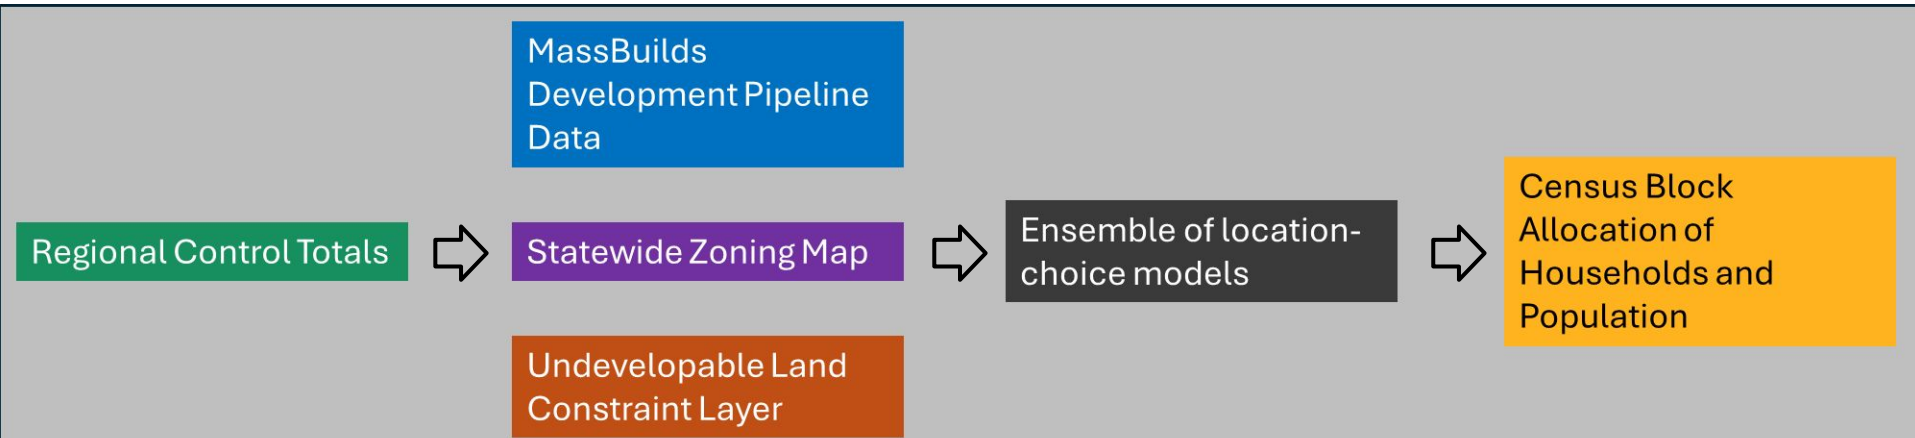 Regional Control Totals
MassBuilds
Development Pipeline
Data
Statewide Zoning Map
Undevelopable Land
Constraint Layer
Ensemble of location-
choice models
Census Block
Allocation of
Households and
Population